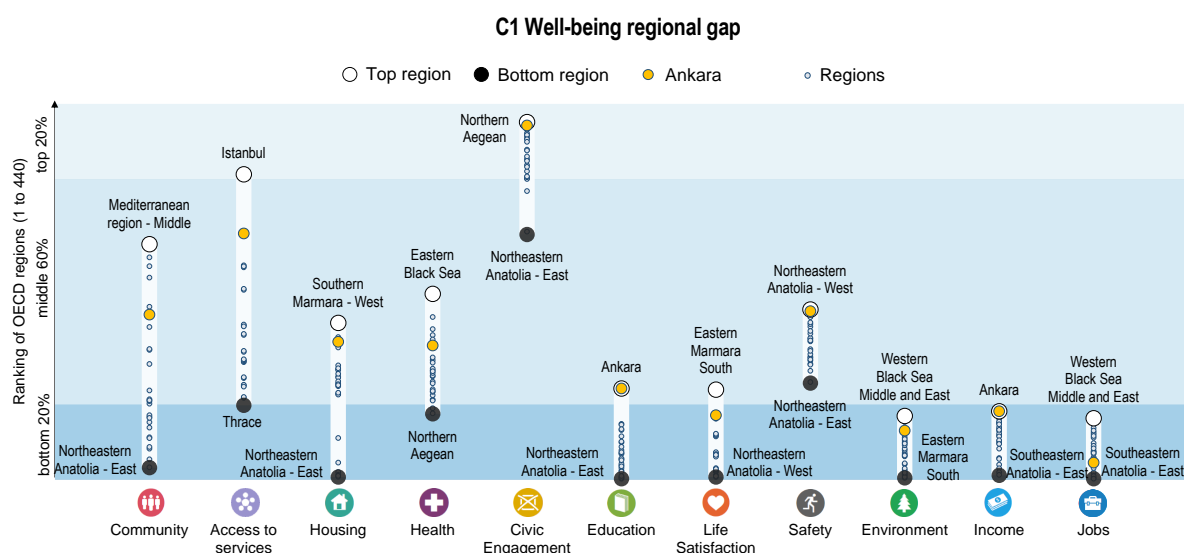 C1 Well-being regional gap
Top region
Bottom region
Ankara
Regions
Ranking of OECD regions (1 to 440)
top 20%
middle 60%
bottom 20%
Mediterranean
region - Middle
Northeastern
Anatolia - East
Istanbul
Thrace
Southern
Marmara - West
Northeastern
Anatolia - East
Eastern
Black Sea
Northern
Aegean
Northern
Aegean
Northeastern
Anatolia - East
Ankara
Northeastern
Anatolia - East
Eastern
Marmara
South
Northeastern
Anatolia - West
Northeastern
Anatolia - West
Northeastern
Anatolia - East
Western
Black Sea
Middle and East
Eastern
Marmara
South
Ankara
Southeastern
Anatolia - East
Western
Black Sea
Middle and East
Southeastern
Anatolia - East
Community
Access to
services
Housing
Health
Civic
Engagement
Education
Life
Satisfaction
Safety
Environment
Income
Jobs